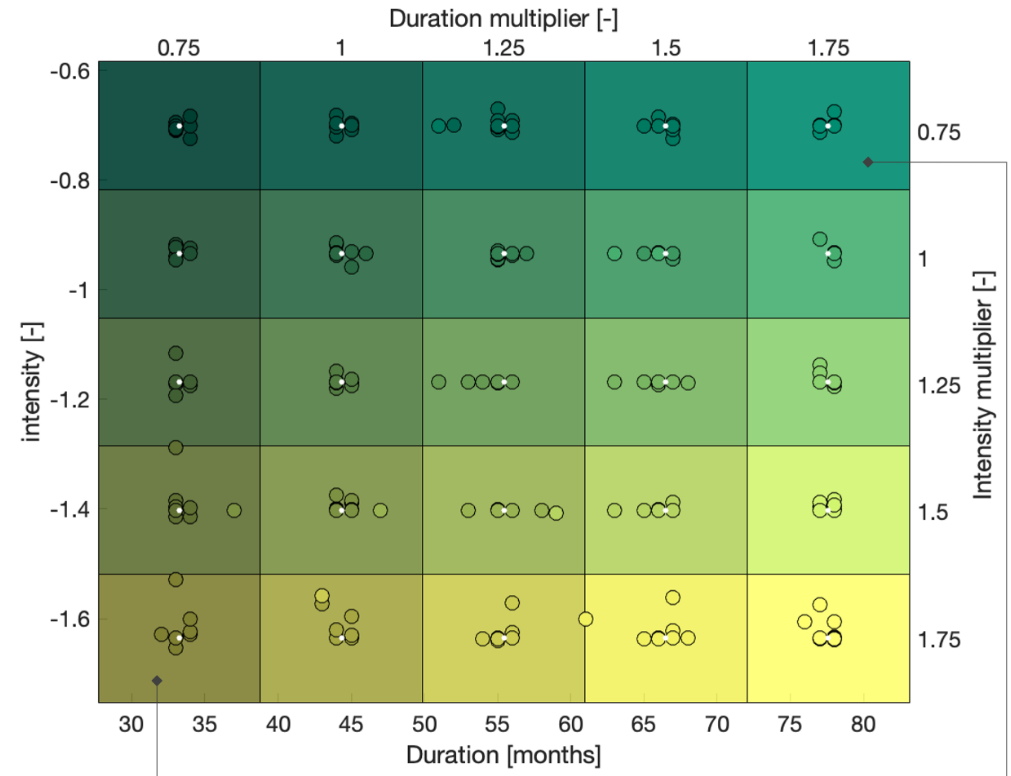 Duration multiplier [-]
0.75 1 1.25 1.5 1.75
-0.6
0.75
-0.8
1
-1
1.25
-1.2
1.5
-1.4
1.75
-1.6
intensity [-]
Intensity multiplier [-]
30 35 40 45 50 55 60 65 70 75 80
Duration [months]